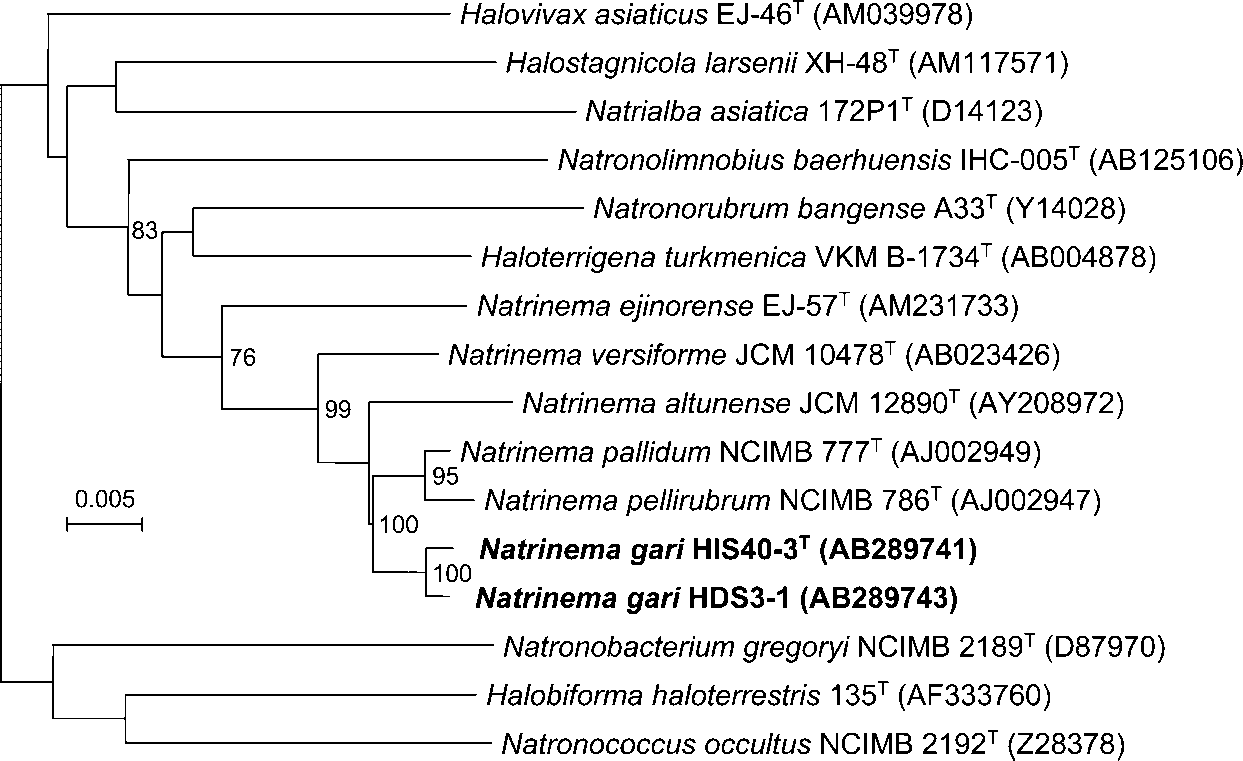 Halovivax asiaticus EJ-46ᵀ (AM039978)
Halostagnicola larsenii XH-48ᵀ (AM117571)
Natrialba asiatica 172P1ᵀ (D14123)
Natronolimnobius baerhuensis IHC-005ᵀ (AB125106)
Natronorubrum bangense A33ᵀ (Y14028)
83
Haloterrigena turkmenica VKM B-1734ᵀ (AB004878)
Natrinema ejinorense EJ-57ᵀ (AM231733)
76
Natrinema versiforme JCM 10478ᵀ (AB023426)
99
Natrinema altunense JCM 12890ᵀ (AY208972)
Natrinema pallidum NCIMB 777ᵀ (AJ002949)
95
0.005
Natrinema pellirubrum NCIMB 786ᵀ (AJ002947)
100
Natrinema gari HIS40-3ᵀ (AB289741)
100
Natrinema gari HDS3-1 (AB289743)
Natronobacterium gregoryi NCIMB 2189ᵀ (D87970)
Halobiforma haloterrestris 135ᵀ (AF333760)
Natronococcus occultus NCIMB 2192ᵀ (Z28378)